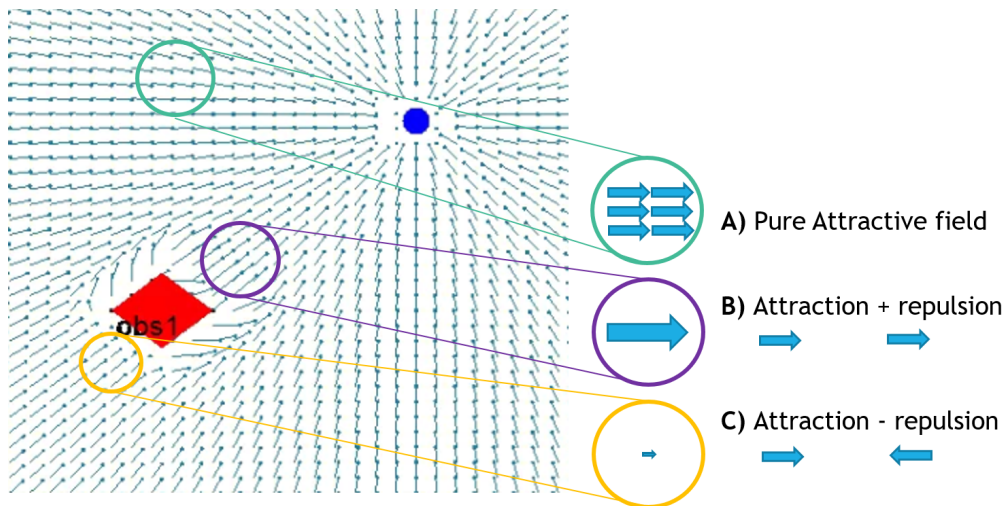 obs1
A) Pure Attractive field
B) Attraction + repulsion
C) Attraction - repulsion